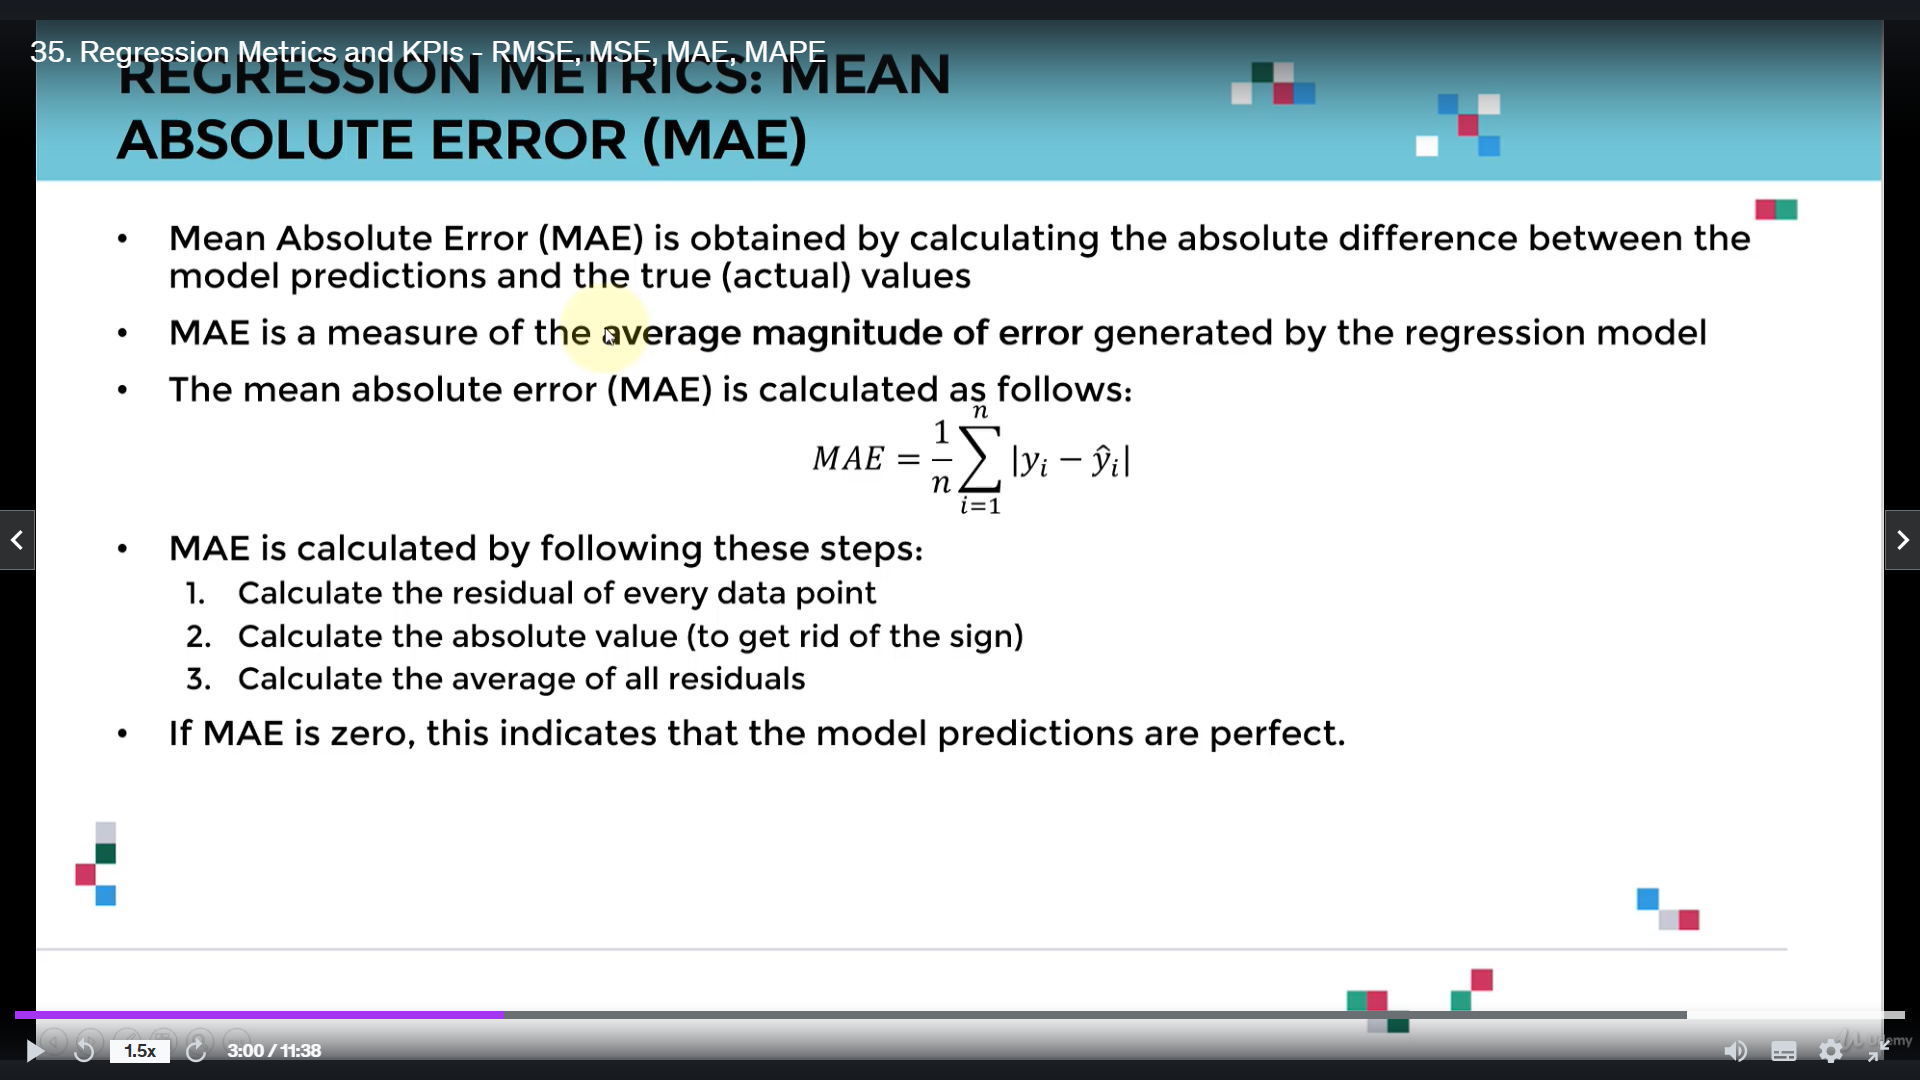 35. Regression Metrics and KPIs - RMSE, MSE, MAE, MAPE
REGRESSION METRICS: MEAN
ABSOLUTE ERROR (MAE)
• Mean Absolute Error (MAE) is obtained by calculating the absolute difference between the
model predictions and the true (actual) values
• MAE is a measure of the average magnitude of error generated by the regression model
• The mean absolute error (MAE) is calculated as follows:
MAE = \frac{1}{n} \sum_{i=1}^{n} |y_i − ŷ_i|
• MAE is calculated by following these steps:
1. Calculate the residual of every data point
2. Calculate the absolute value (to get rid of the sign)
3. Calculate the average of all residuals
• If MAE is zero, this indicates that the model predictions are perfect.
1.5x
3:00 / 11:38